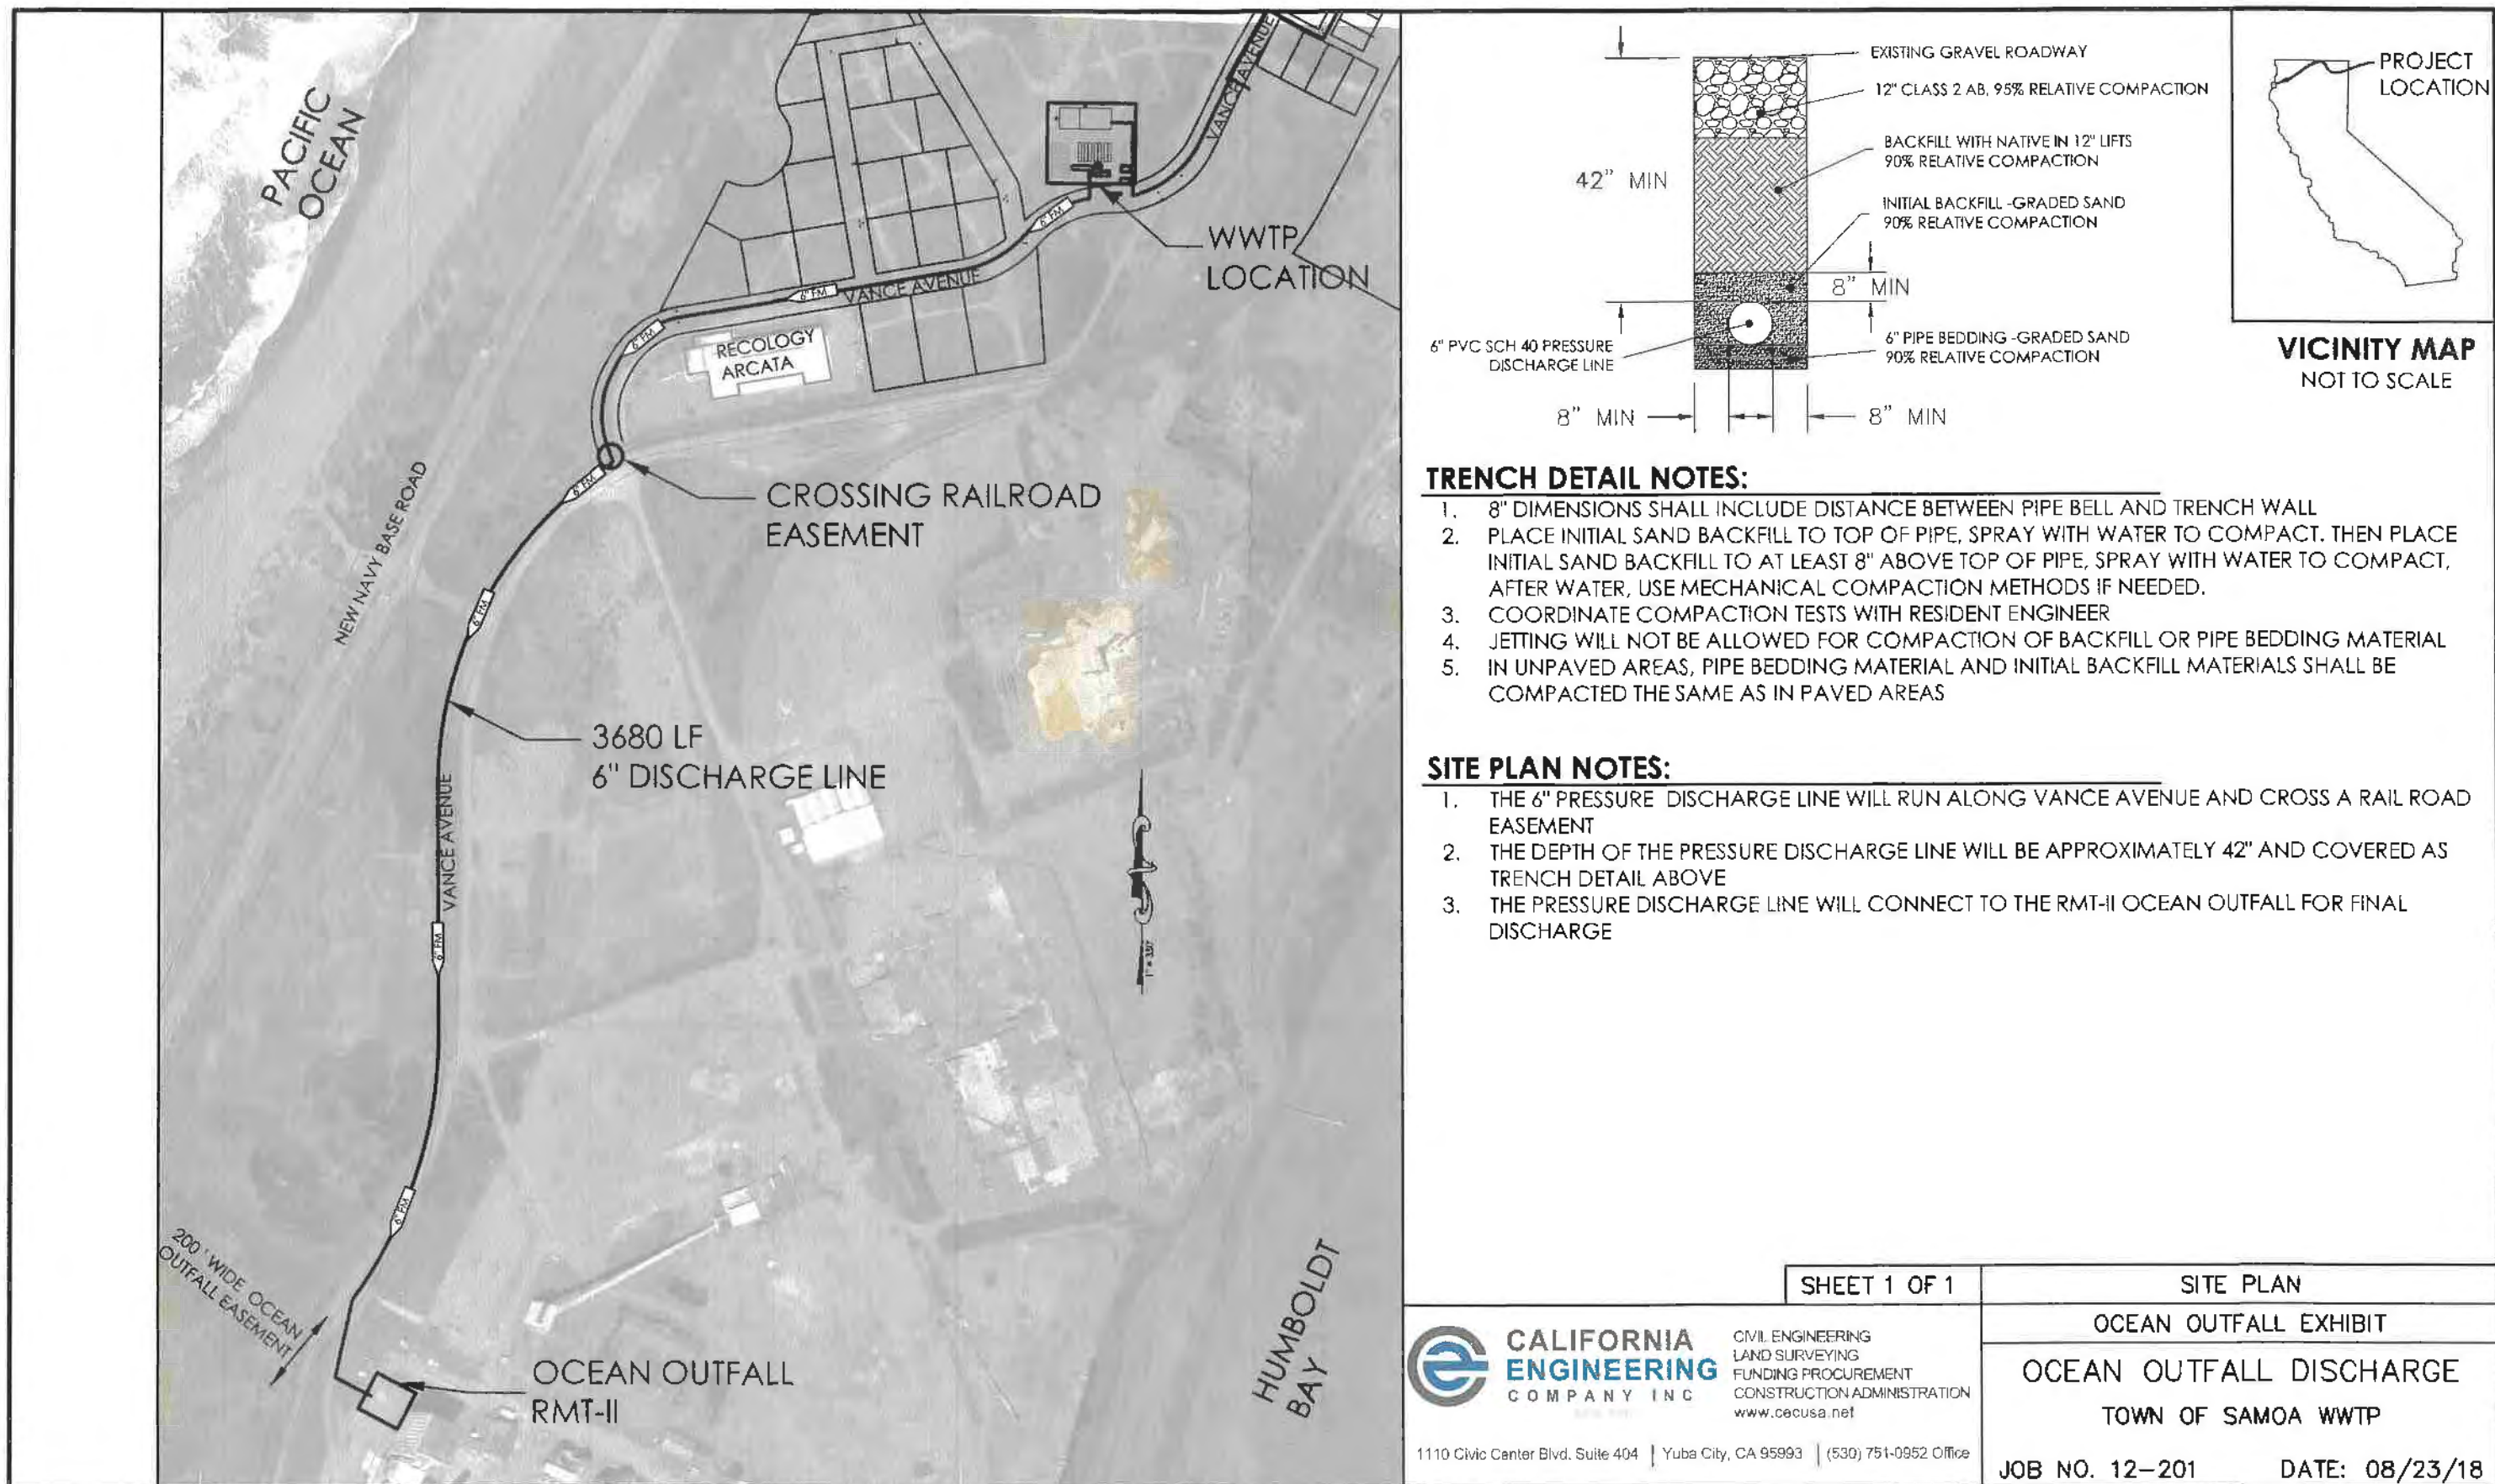 PACIFIC
OCEAN
VANCE AVENUE
VANCE AVENUE
6" FM
WWTP
LOCATION
6" FM
VANCE AVENUE
6" FM
RECOLOGY
ARCATA
CROSSING RAILROAD
EASEMENT
6" FM
NEW NAVY BASE ROAD
6" FM
3680 LF
6" DISCHARGE LINE
VANCE AVENUE
6" FM
1" = 350'
6" FM
200' WIDE OCEAN
OUTFALL EASEMENT
OCEAN OUTFALL
RMT-II
HUMBOLDT
BAY
EXISTING GRAVEL ROADWAY
12" CLASS 2 AB, 95% RELATIVE COMPACTION
BACKFILL WITH NATIVE IN 12" LIFTS
90% RELATIVE COMPACTION
42" MIN
INITIAL BACKFILL -GRADED SAND
90% RELATIVE COMPACTION
8" MIN
6" PVC SCH 40 PRESSURE
DISCHARGE LINE
6" PIPE BEDDING -GRADED SAND
90% RELATIVE COMPACTION
8" MIN
8" MIN
PROJECT
LOCATION
VICINITY MAP
NOT TO SCALE
TRENCH DETAIL NOTES:
1. 8" DIMENSIONS SHALL INCLUDE DISTANCE BETWEEN PIPE BELL AND TRENCH WALL
2. PLACE INITIAL SAND BACKFILL TO TOP OF PIPE, SPRAY WITH WATER TO COMPACT. THEN PLACE
INITIAL SAND BACKFILL TO AT LEAST 8" ABOVE TOP OF PIPE, SPRAY WITH WATER TO COMPACT,
AFTER WATER, USE MECHANICAL COMPACTION METHODS IF NEEDED.
3. COORDINATE COMPACTION TESTS WITH RESIDENT ENGINEER
4. JETTING WILL NOT BE ALLOWED FOR COMPACTION OF BACKFILL OR PIPE BEDDING MATERIAL
5. IN UNPAVED AREAS, PIPE BEDDING MATERIAL AND INITIAL BACKFILL MATERIALS SHALL BE
COMPACTED THE SAME AS IN PAVED AREAS
SITE PLAN NOTES:
1. THE 6" PRESSURE DISCHARGE LINE WILL RUN ALONG VANCE AVENUE AND CROSS A RAIL ROAD
EASEMENT
2. THE DEPTH OF THE PRESSURE DISCHARGE LINE WILL BE APPROXIMATELY 42" AND COVERED AS
TRENCH DETAIL ABOVE
3. THE PRESSURE DISCHARGE LINE WILL CONNECT TO THE RMT-II OCEAN OUTFALL FOR FINAL
DISCHARGE
SHEET 1 OF 1
SITE PLAN
OCEAN OUTFALL EXHIBIT
OCEAN OUTFALL DISCHARGE
TOWN OF SAMOA WWTP
JOB NO. 12-201 DATE: 08/23/18
CALIFORNIA
ENGINEERING
COMPANY INC
CIVIL ENGINEERING
LAND SURVEYING
FUNDING PROCUREMENT
CONSTRUCTION ADMINISTRATION
www.cecusa.net
1110 Civic Center Blvd, Suite 404 | Yuba City, CA 95993 | (530) 751-0952 Office